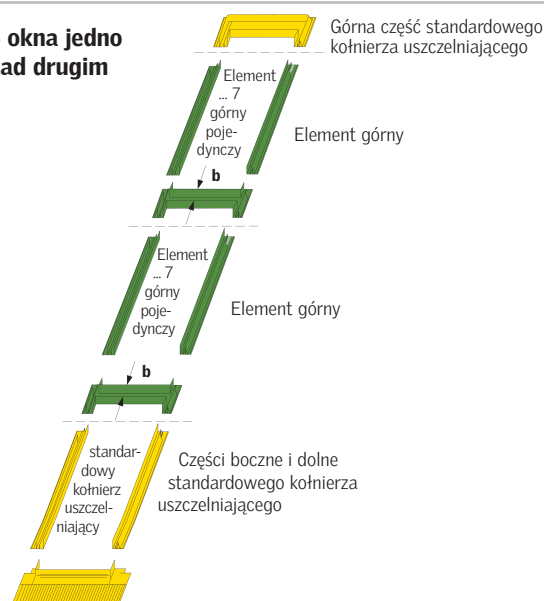 okna jedno
ad drugim
Górna część standardowego
kołnierza uszczelniającego
Element
... 7
górny
poje-
dynczy
Element górny
b
Element
... 7
górny
poje-
dynczy
Element górny
b
standar-
dowy
kołnierz
uszczel-
niający
Części boczne i dolne
standardowego kołnierza
uszczelniającego